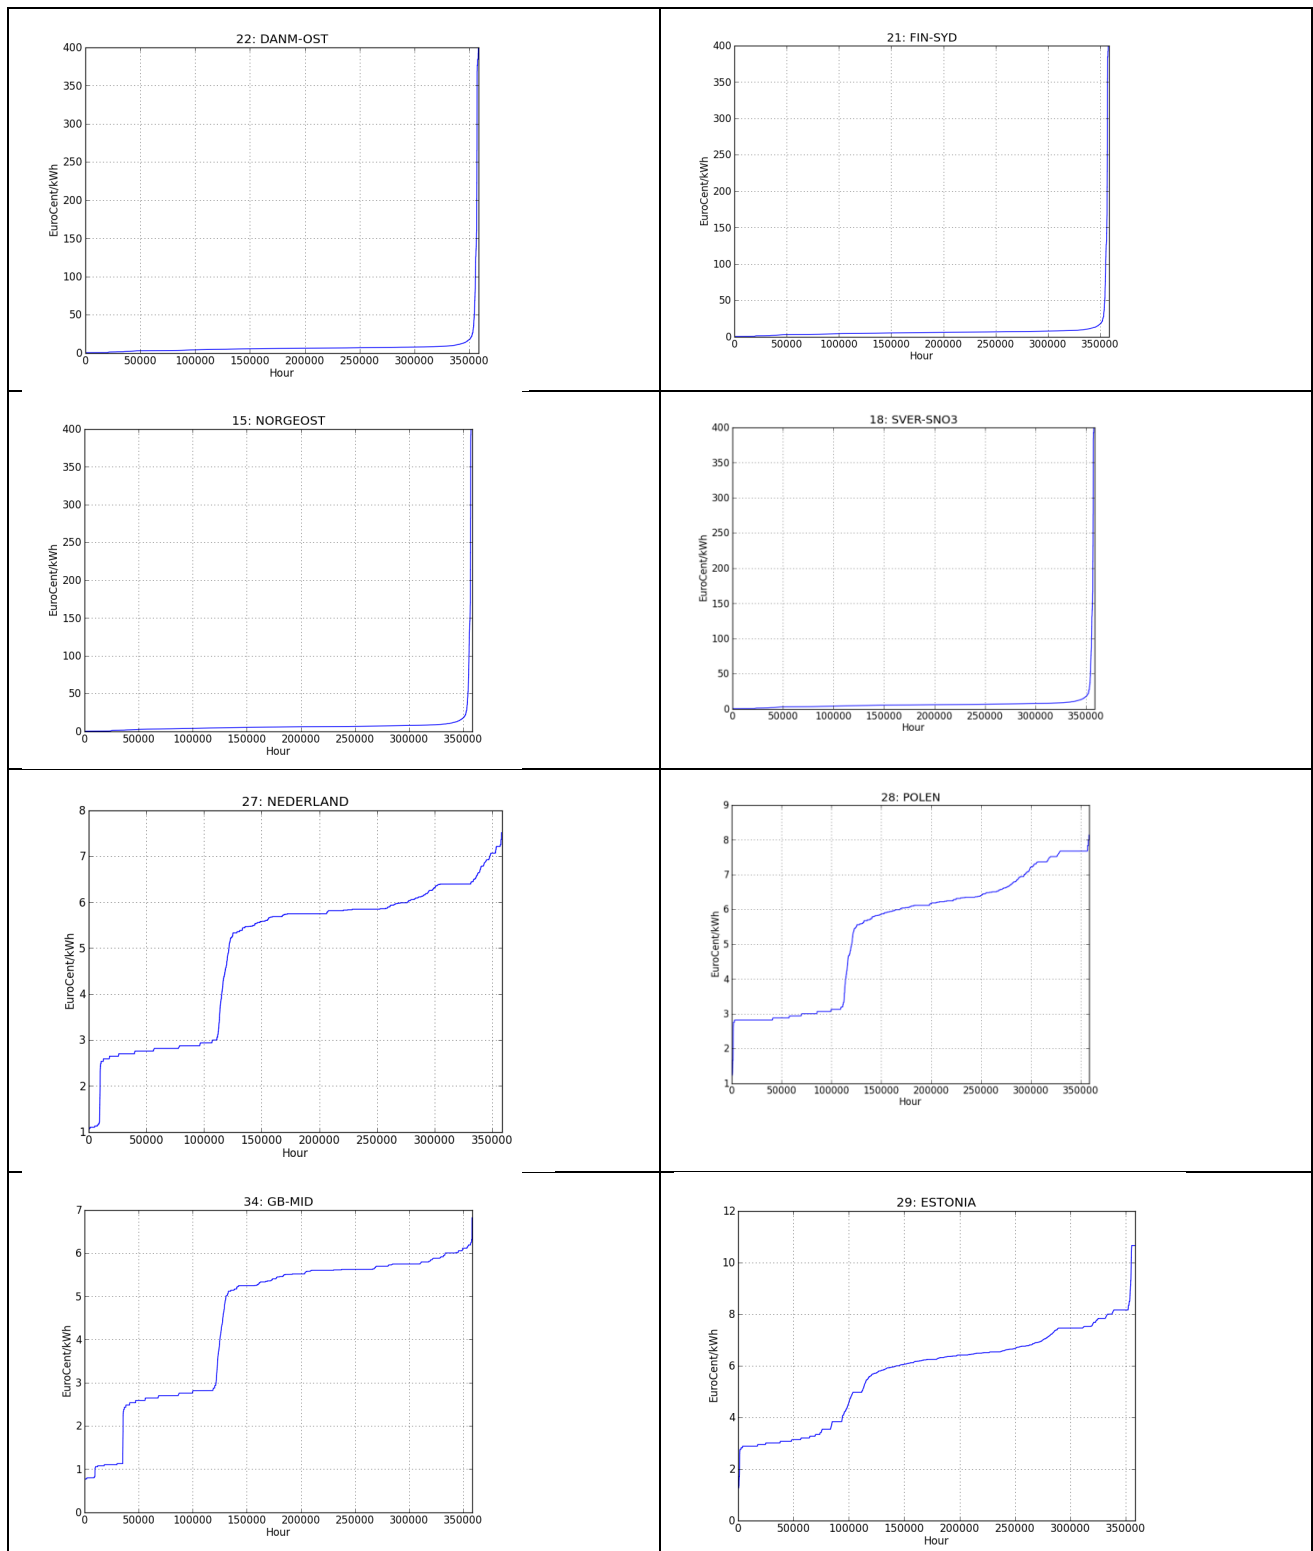 22: DANM-OST
400
350
300
250
200
150
100
50
0
EuroCent/kWh
0 50000 100000 150000 200000 250000 300000 350000
Hour
21: FIN-SYD
400
350
300
250
200
150
100
50
0
EuroCent/kWh
0 50000 100000 150000 200000 250000 300000 350000
Hour
15: NORGEOST
400
350
300
250
200
150
100
50
0
EuroCent/kWh
0 50000 100000 150000 200000 250000 300000 350000
Hour
18: SVER-SNO3
400
350
300
250
200
150
100
50
0
EuroCent/kWh
0 50000 100000 150000 200000 250000 300000 350000
Hour
27: NEDERLAND
8
7
6
5
4
3
2
1
EuroCent/kWh
0 50000 100000 150000 200000 250000 300000 350000
Hour
28: POLEN
9
8
7
6
5
4
3
2
1
EuroCent/kWh
0 50000 100000 150000 200000 250000 300000 350000
Hour
34: GB-MID
7
6
5
4
3
2
1
0
EuroCent/kWh
0 50000 100000 150000 200000 250000 300000 350000
Hour
29: ESTONIA
12
10
8
6
4
2
0
EuroCent/kWh
0 50000 100000 150000 200000 250000 300000 350000
Hour